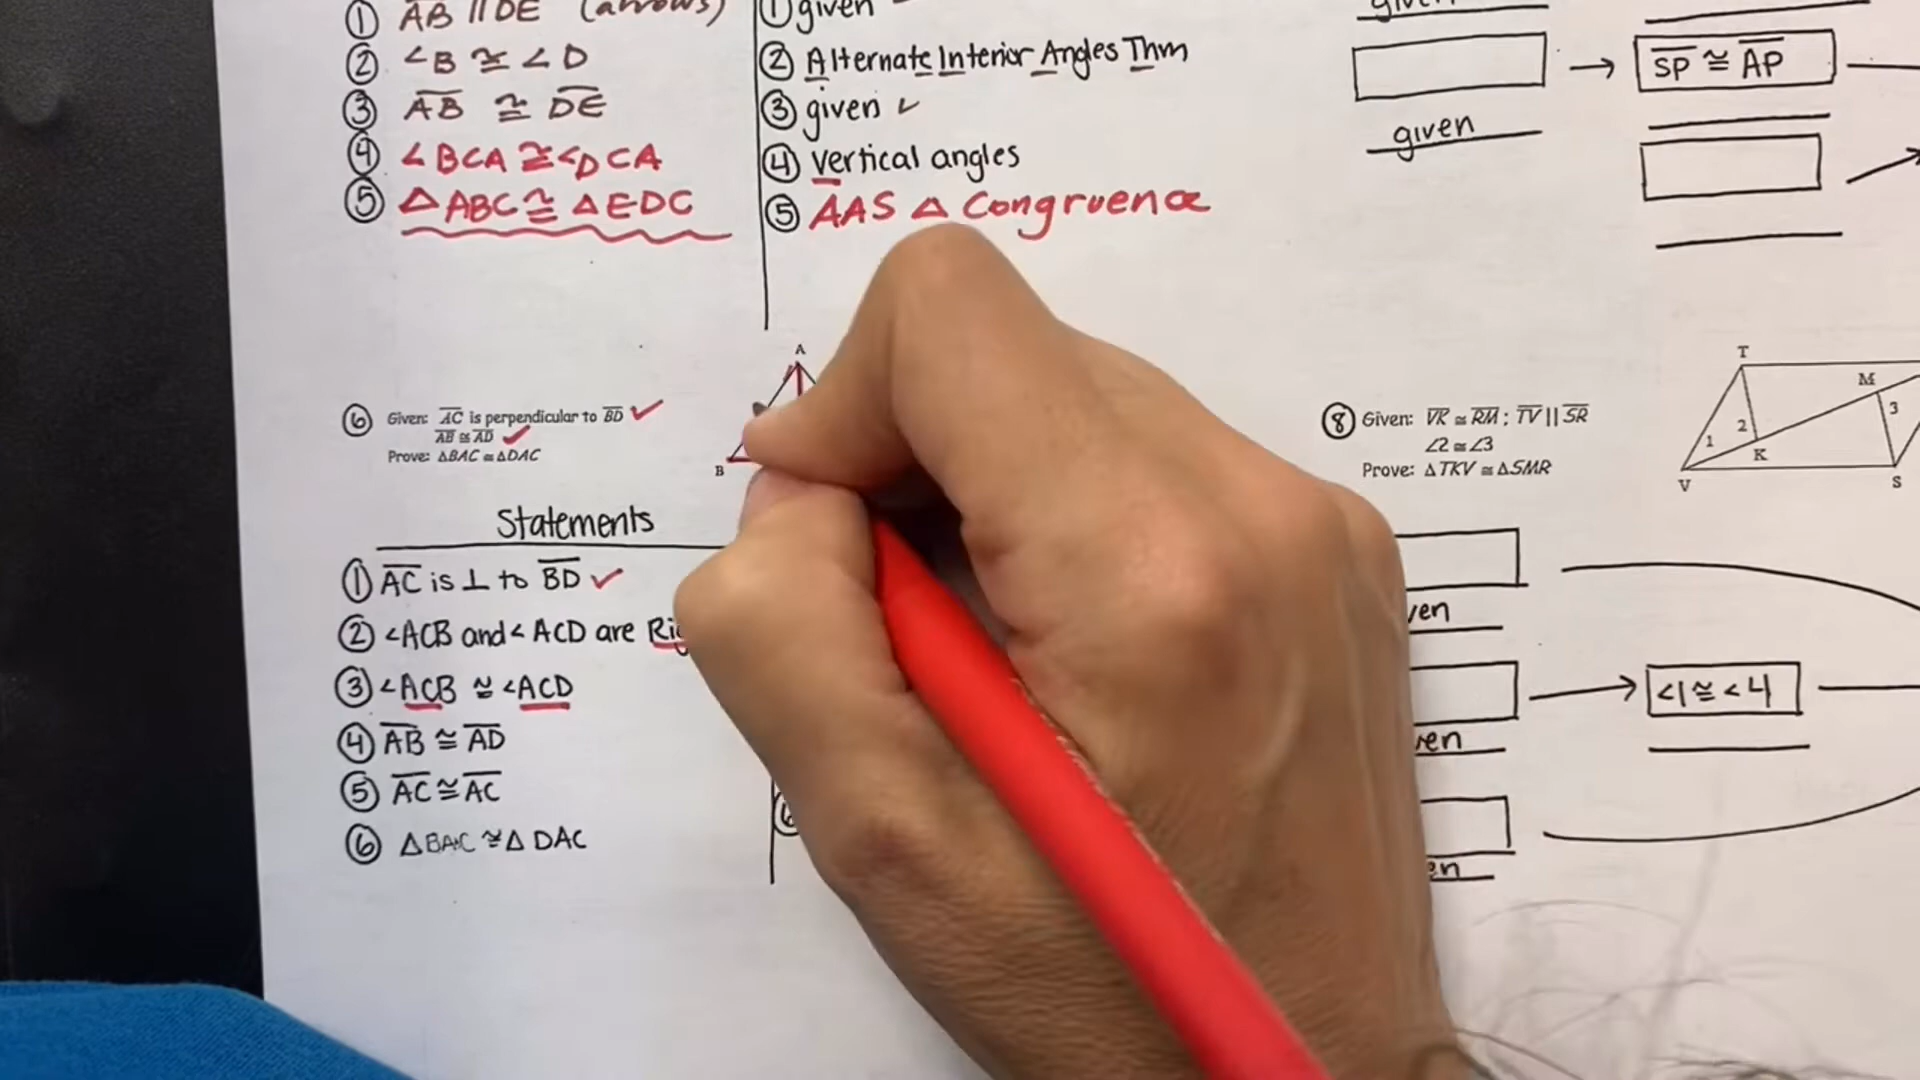 ① AB || DE (arrows)
① given
② ∠B ≅ ∠D
② Alternate Interior Angles Thm
③ AB ≅ DE
③ given ✓
④ ∠BCA ≅ ∠DCA
④ Vertical angles
⑤ △ABC ≅ △EDC
⑤ AAS △ Congruence
given
SP ≅ AP
given
A
B
⑥ Given: AC is perpendicular to BD ✓
AB ≅ AD ✓
Prove: △BAC ≅ △DAC
Statements
① AC is ⊥ to BD ✓
② ∠ACB and ∠ACD are
③ ∠ACB ≅ ∠ACD
④ AB ≅ AD
⑤ AC ≅ AC
⑥ △BAC ≅ △DAC
⑧ Given: VK ≅ RM ; TV || SR
∠2 ≅ ∠3
Prove: △TKV ≅ △SMR
T
M
3
2
1
K
V
S
∠1 ≅ ∠4